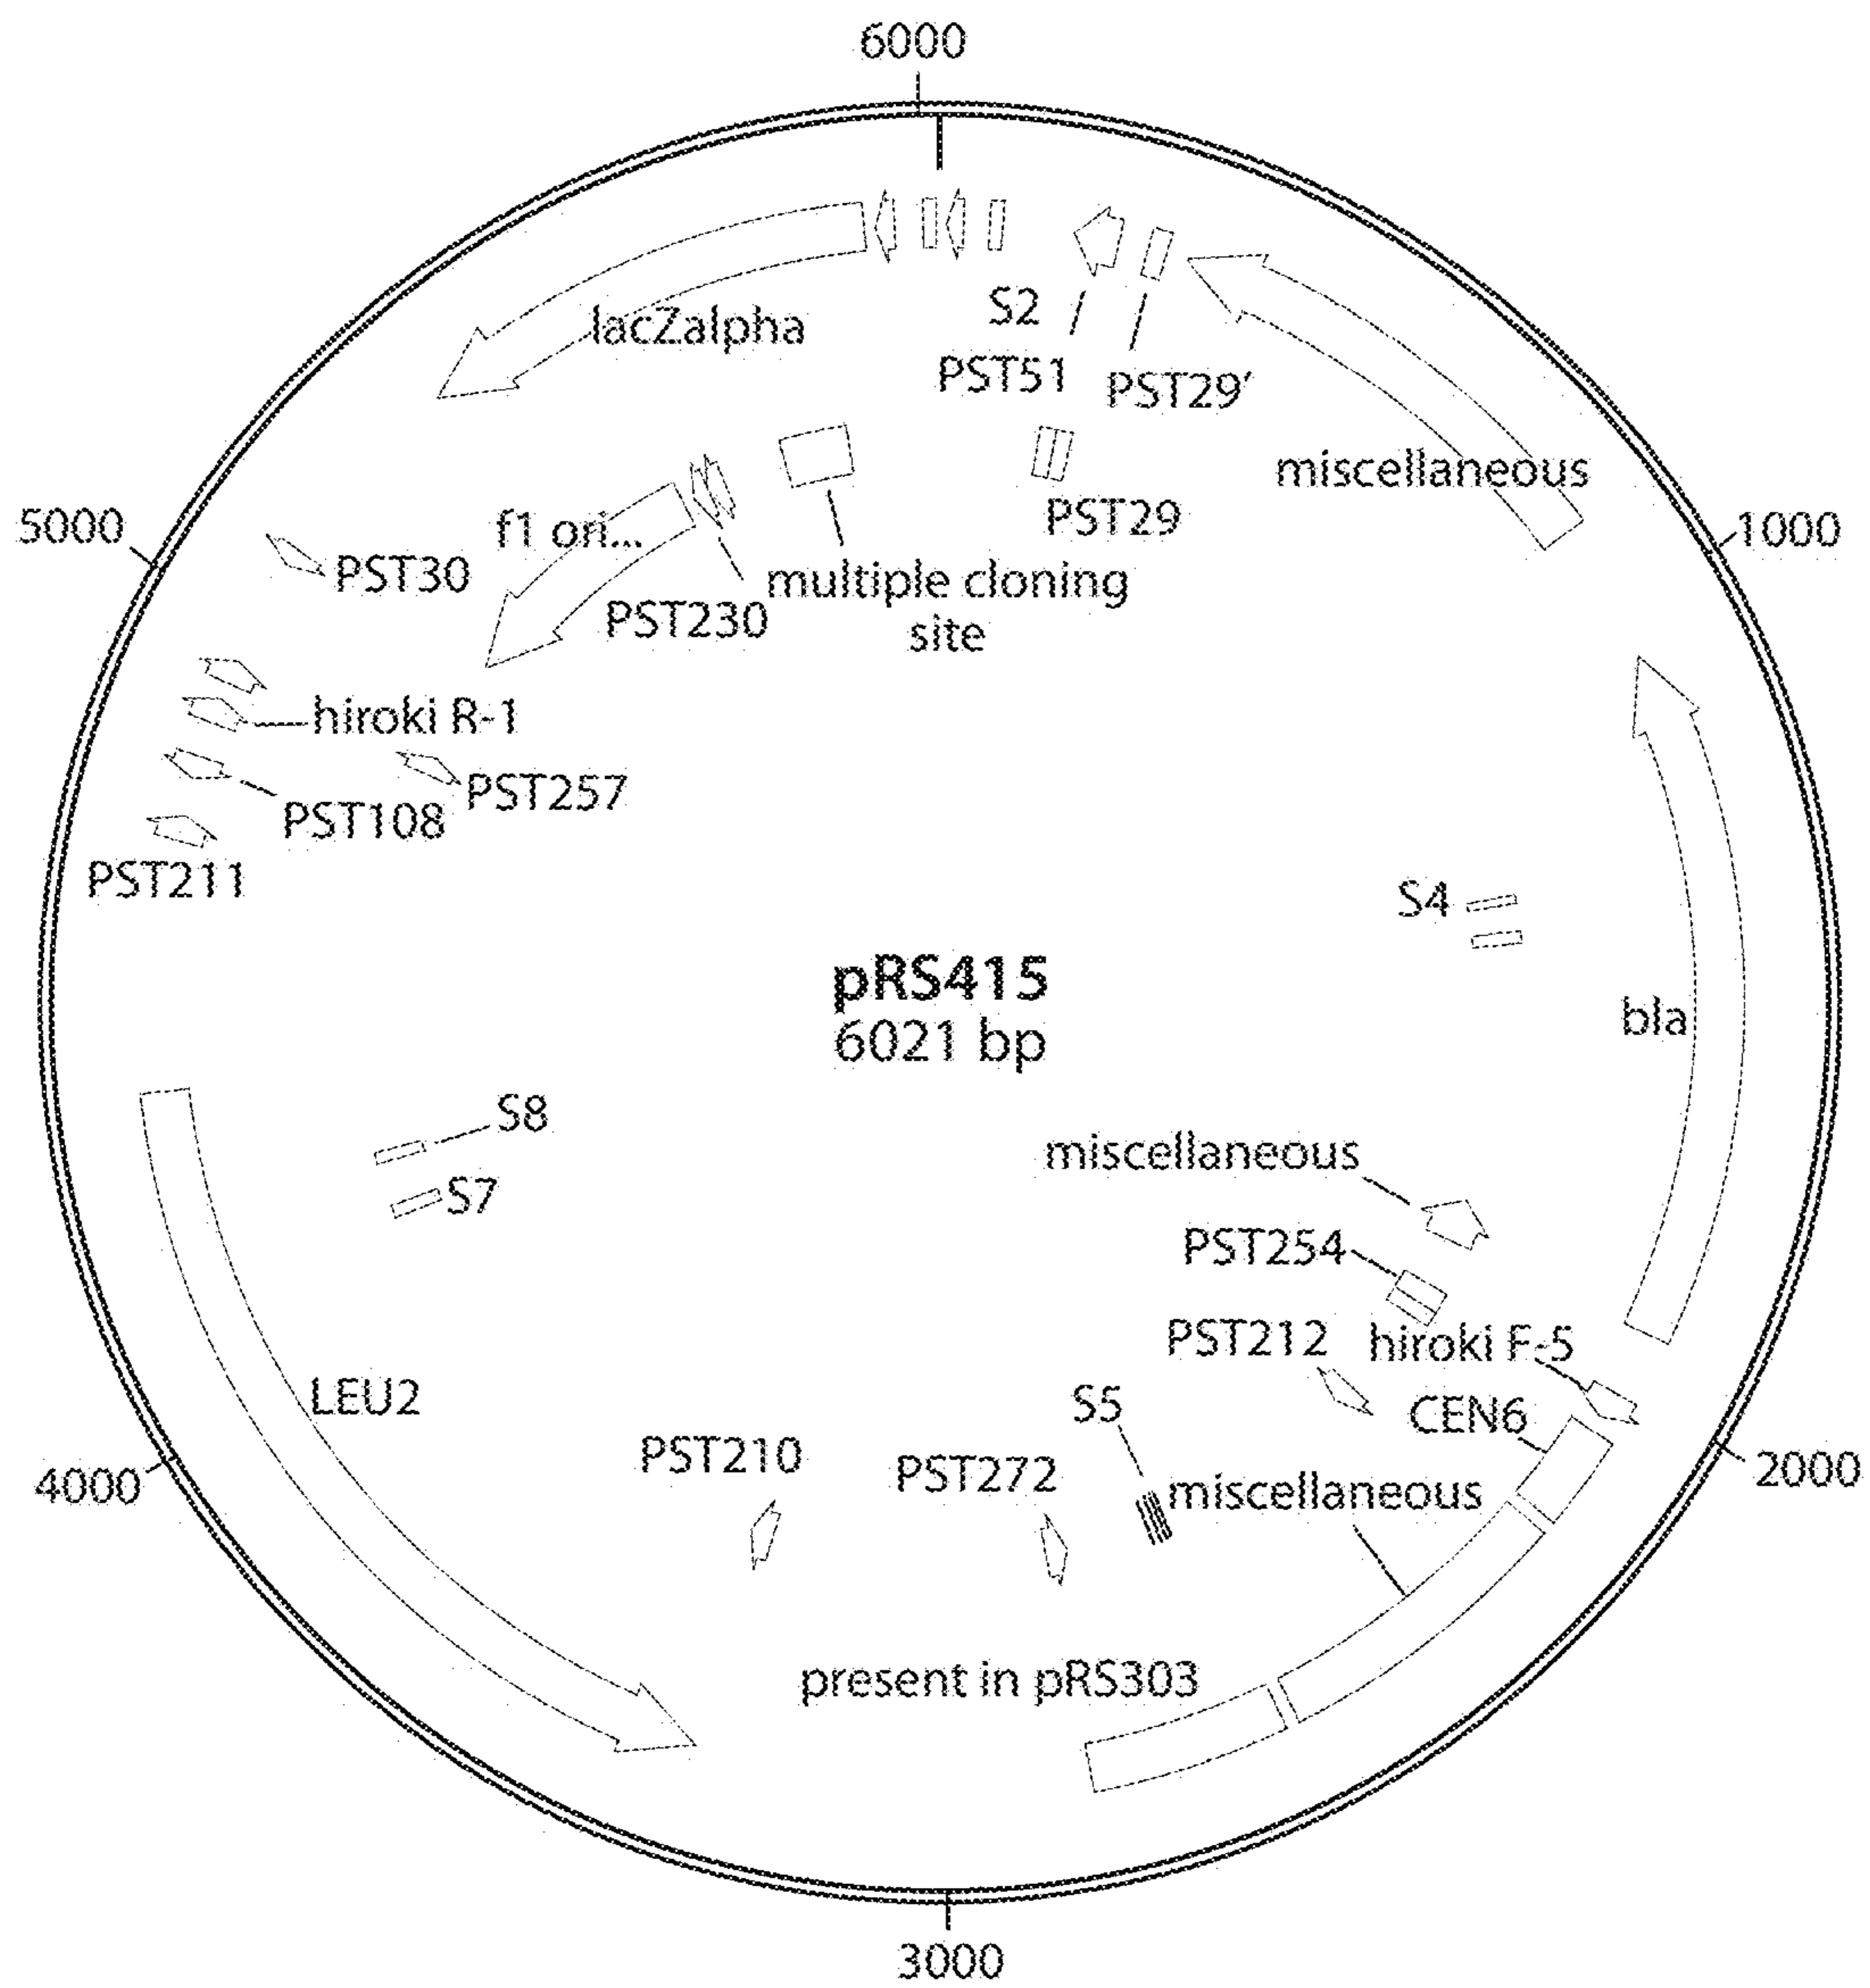 6000
lacZalpha
S2
PST51
PST29'
miscellaneous
PST29
1000
5000
f1 ori...
PST30
PST230
multiple cloning
site
hiroki R-1
PST257
PST108
PST211
S4
pRS415
6021 bp
bla
S8
miscellaneous
S7
PST254
PST212
hiroki F-5
LEU2
S5
CEN6
PST210
PST272
miscellaneous
4000
2000
present in pRS303
3000